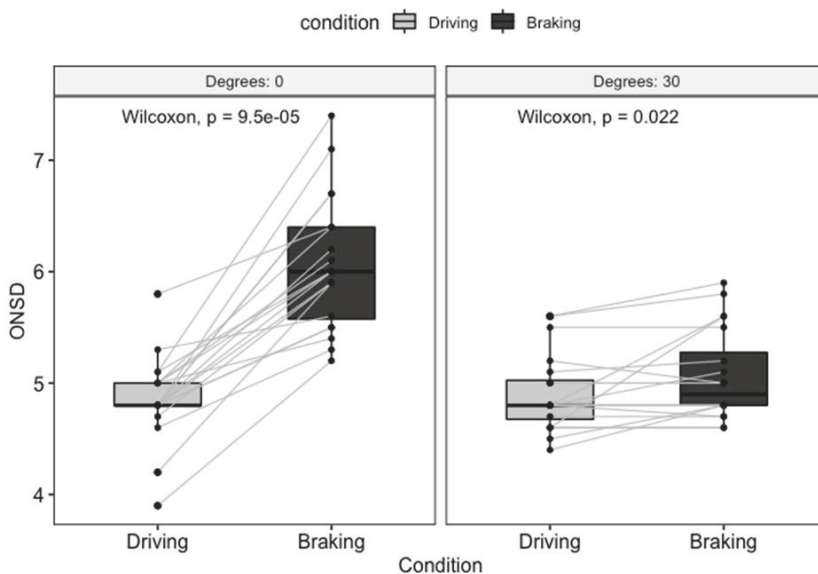 condition Driving Braking
Degrees: 0 Degrees: 30
Wilcoxon, p = 9.5e-05 Wilcoxon, p = 0.022
7
6
ONSD
5
4
Driving Braking Driving Braking
Condition